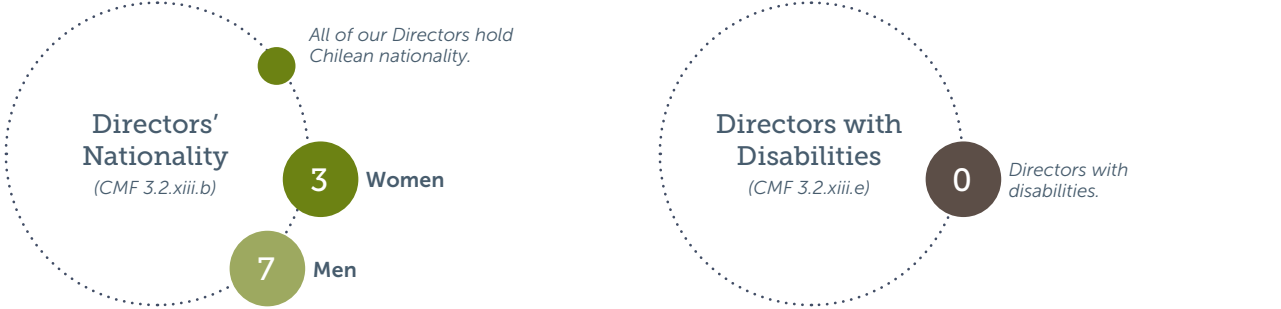 All of our Directors hold
Chilean nationality.
Directors’
Nationality
(CMF 3.2.xiii.b)
3 Women
7 Men
Directors with
Disabilities
(CMF 3.2.xiii.e)
0
Directors with
disabilities.